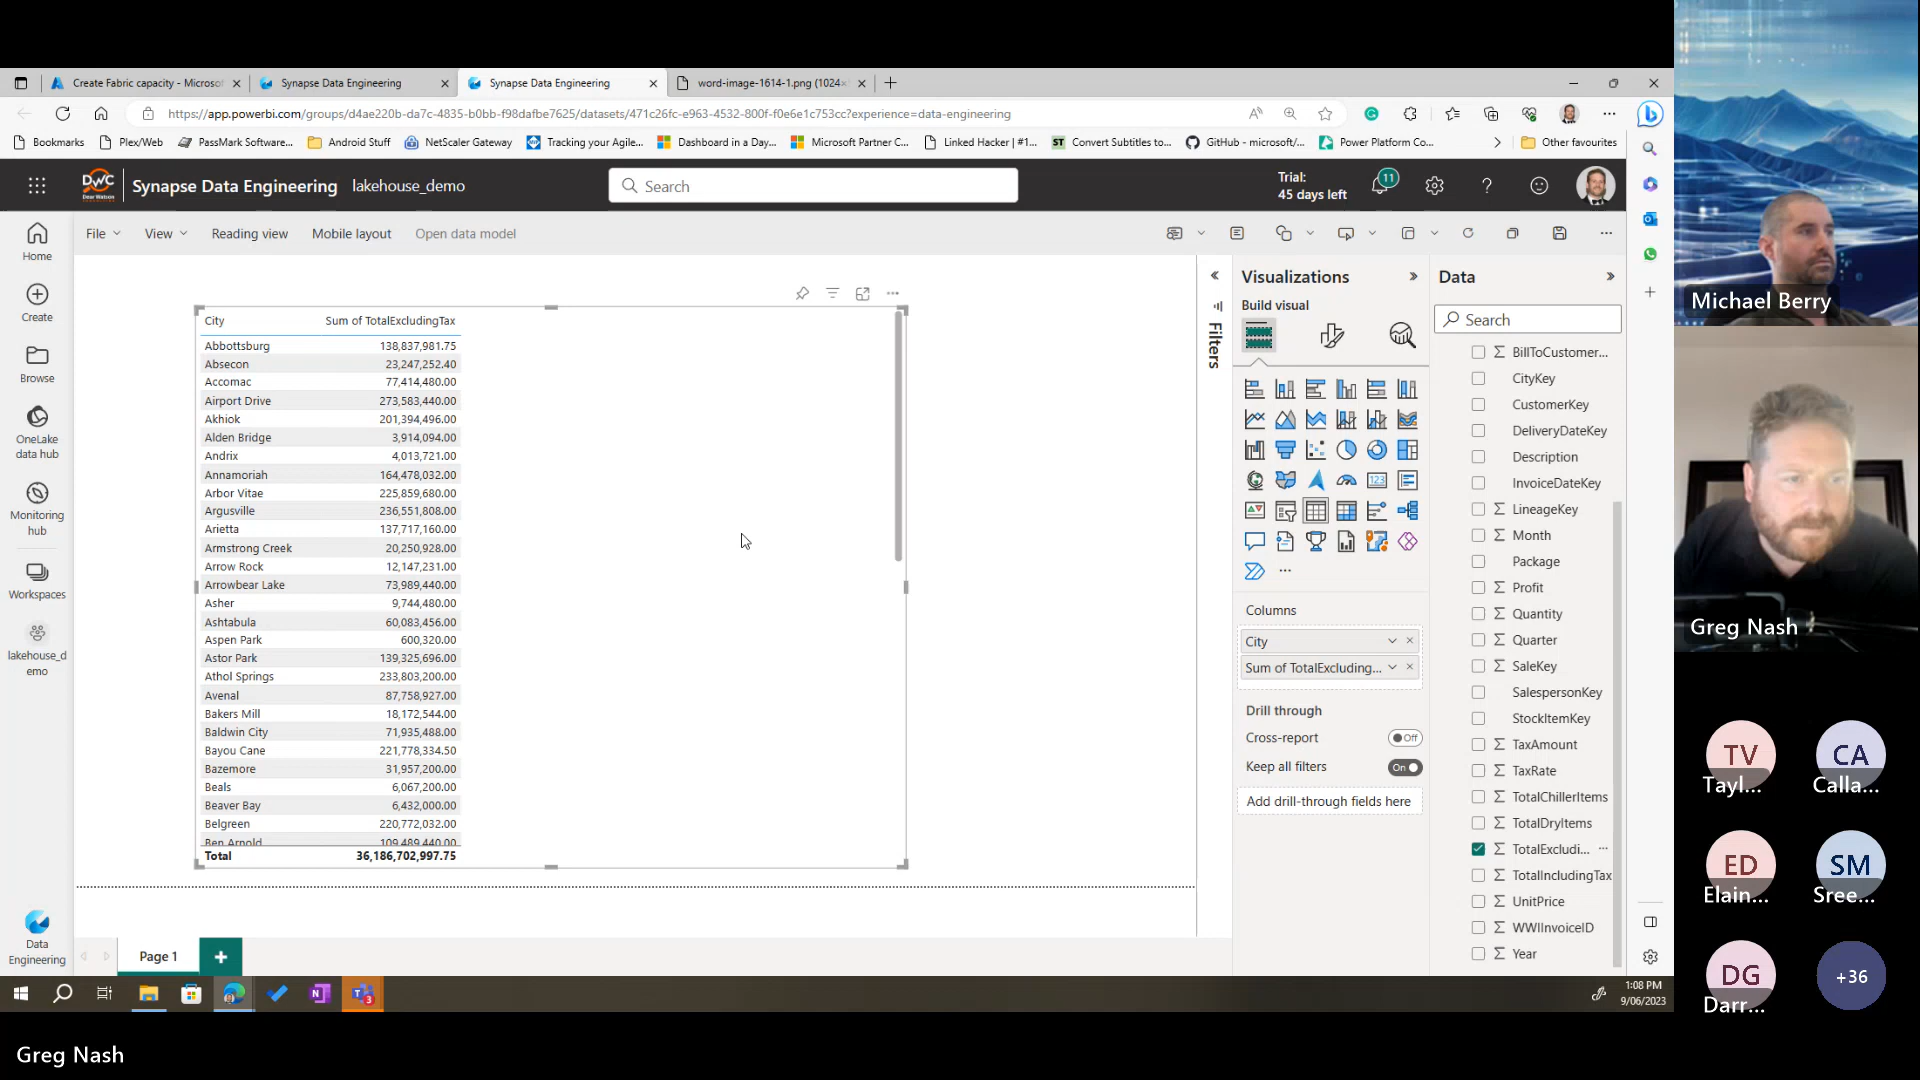 Create Fabric capacity - Microso
Synapse Data Engineering
Synapse Data Engineering
word-image-1614-1.png (1024×
https://app.powerbi.com/groups/d4ae220b-da7c-4835-b0bb-f98dafbe7625/datasets/471c26fc-e963-4532-800f-f0e6e1c753cc?experience=data-engineering
Bookmarks
Plex/Web
PassMark Software...
Android Stuff
NetScaler Gateway
Tracking your Agile...
Dashboard in a Day...
Microsoft Partner C...
Linked Hacker | #1...
ST Convert Subtitles to...
GitHub - microsoft/...
Power Platform Co...
Other favourites
DWC
Synapse Data Engineering
lakehouse_demo
Search
Trial:
45 days left
11
File
View
Reading view
Mobile layout
Open data model
Home
Create
Browse
OneLake
data hub
Monitoring
hub
Workspaces
lakehouse_d
emo
Data
Engineering
City Sum of TotalExcludingTax
Abbottsburg 138,837,981.75
Absecon 23,247,252.40
Accomac 77,414,480.00
Airport Drive 273,583,440.00
Akhiok 201,394,496.00
Alden Bridge 3,914,094.00
Andrix 4,013,721.00
Annamoriah 164,478,032.00
Arbor Vitae 225,859,680.00
Argusville 236,551,808.00
Arietta 137,717,160.00
Armstrong Creek 20,250,928.00
Arrow Rock 12,147,231.00
Arrowbear Lake 73,989,440.00
Asher 9,744,480.00
Ashtabula 60,083,456.00
Aspen Park 600,320.00
Astor Park 139,325,696.00
Athol Springs 233,803,200.00
Avenal 87,758,927.00
Bakers Mill 18,172,544.00
Baldwin City 71,935,488.00
Bayou Cane 221,778,334.50
Bazemore 31,957,200.00
Beals 6,067,200.00
Beaver Bay 6,432,000.00
Belgreen 220,772,032.00
Ben Arnold 109,489,440.00
Total 36,186,702,997.75
Page 1
Filters
Visualizations
Build visual
123
Columns
City
Sum of TotalExcluding...
Drill through
Cross-report
Off
Keep all filters
On
Add drill-through fields here
Data
Search
BillToCustomer...
CityKey
CustomerKey
DeliveryDateKey
Description
InvoiceDateKey
LineageKey
Month
Package
Profit
Quantity
Quarter
SaleKey
SalespersonKey
StockItemKey
TaxAmount
TaxRate
TotalChillerItems
TotalDryItems
TotalExcludi...
TotalIncludingTax
UnitPrice
WWIInvoiceID
Year
1:08 PM
9/06/2023
3
Michael Berry
Greg Nash
TV
Tayl...
CA
Calla...
ED
Elain...
SM
Sree...
DG
Darr...
+36
Greg Nash